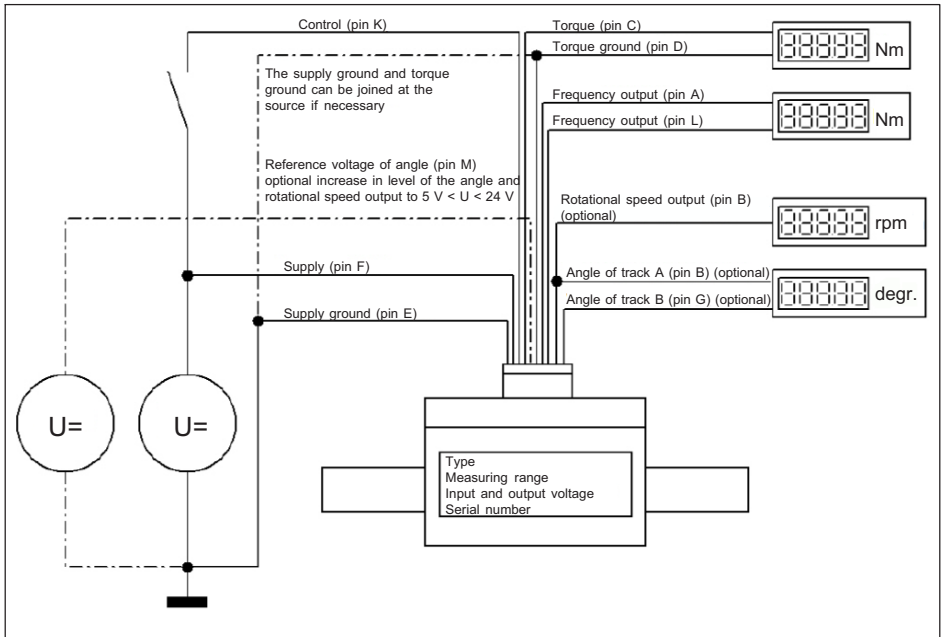 Control (pin K)
Torque (pin C)
Torque ground (pin D)
88888 Nm
The supply ground and torque
ground can be joined at the
source if necessary
Frequency output (pin A)
Frequency output (pin L)
88888 Nm
Reference voltage of angle (pin M)
optional increase in level of the angle and
rotational speed output to 5 V < U < 24 V
Rotational speed output (pin B)
(optional)
88888 rpm
Supply (pin F)
Angle of track A (pin B) (optional)
Angle of track B (pin G) (optional)
88888 degr.
Supply ground (pin E)
U=
U=
Type
Measuring range
Input and output voltage
Serial number